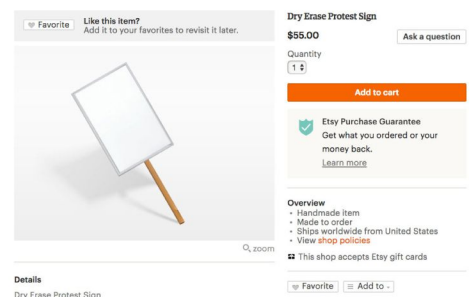 Favorite
Like this item?
Add it to your favorites to revisit it later.
zoom
Details
Dry Erase Protest Sign
Dry Erase Protest Sign
$55.00
Ask a question
Quantity
1
Add to cart
Etsy Purchase Guarantee
Get what you ordered or your
money back.
Learn more
Overview
• Handmade item
• Made to order
• Ships worldwide from United States
• View shop policies
This shop accepts Etsy gift cards
Favorite
Add to